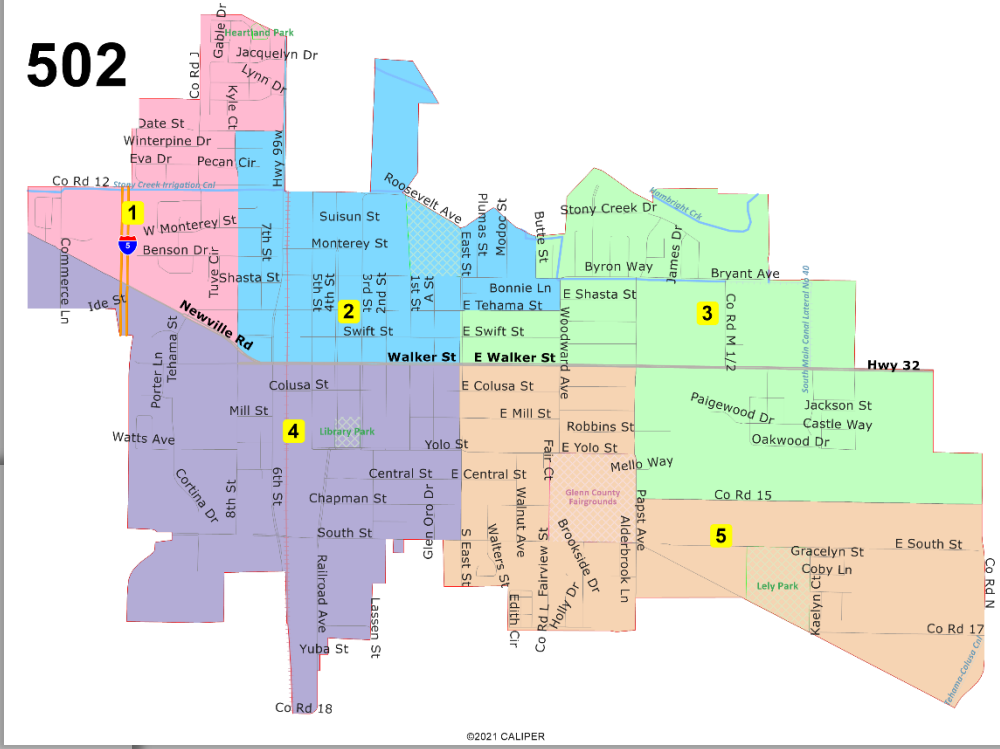 502
Gable Dr
Heartland Park
Jacquelyn Dr
Co Rd J
Lynn Dr
Kyle Ct
Date St
Winterpine Dr
Hwy 99w
Eva Dr
Pecan Cir
Co Rd 12
Stony Creek Irrigation Cnl
Roosevelt Ave
1
Suisun St
Plumas St
Modoc St
Butte St
Stony Creek Dr
Hambright Crk
W Monterey St
5
Benson Dr
7th St
Monterey St
East St
James Dr
Commerce Ln
Tuve Cir
Shasta St
5th St
4th St
3rd St
2nd St
1st St
A St
Byron Way
Bryant Ave
Bonnie Ln
E Shasta St
South Main Canal Lateral No 40
Ide St
Newville Rd
2
E Tehama St
3
Co Rd M 1/2
Swift St
E Swift St
Woodward Ave
Walker St
E Walker St
Hwy 32
Tehama St
Porter Ln
Colusa St
E Colusa St
Mill St
E Mill St
Paigewood Dr
Jackson St
Castle Way
Oakwood Dr
Watts Ave
4
Library Park
Robbins St
Yolo St
Fair Ct
E Yolo St
Mello Way
Cortina Dr
8th St
6th St
Central St
E Central St
Chapman St
Glen Oro Dr
Walnut Ave
Glenn County
Fairgrounds
Papst Ave
Co Rd 15
South St
S East St
Walters St
Co Rd L Fairview St
Brookside Dr
Alderbrook Ln
5
E South St
Gracelyn St
Coby Ln
Railroad Ave
Lassen St
Edith Cir
Holly Dr
Lely Park
Co Rd N
Co Rd 17
Yuba St
Tehama-Colusa Cnl
Co Rd 18
©2021 CALIPER